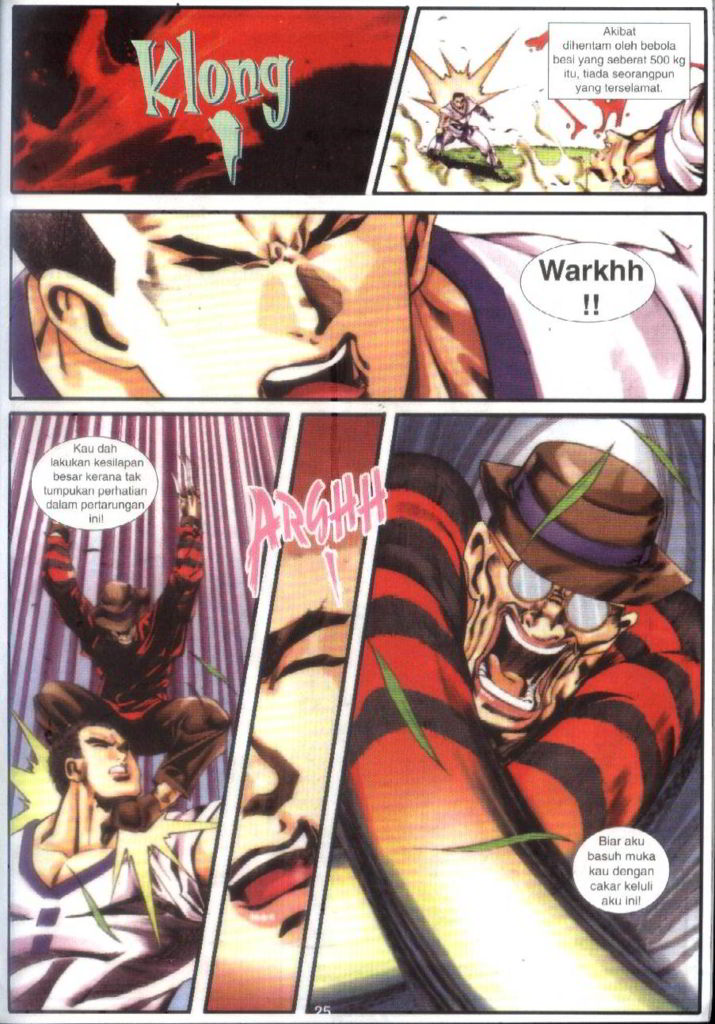 Klong
!
Akibat
dihentam oleh bebola
besi yang seberat 500 kg
itu, tiada seorangpun
yang terselamat.
Warkhh
!!
Kau dah
lakukan kesilapan
besar kerana tak
tumpukan perhatian
dalam pertarungan
ini!
ARGHH
!
Biar aku
basuh muka
kau dengan
cakar keluli
aku ini!
25